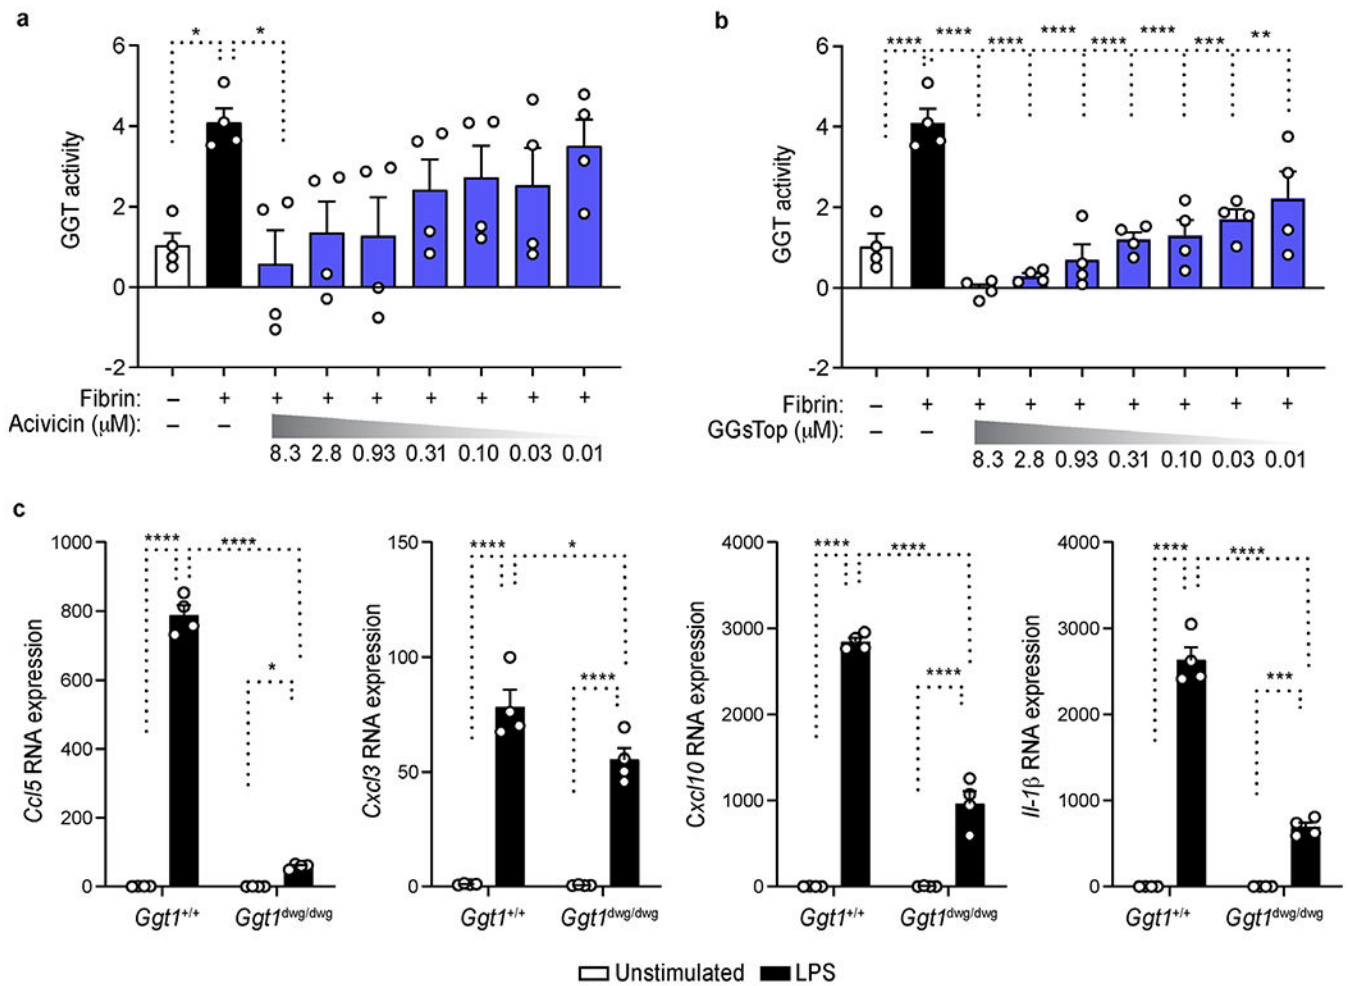 a
* *
6
4
2
0
-2
GGT activity
Fibrin: – + + + + + + + +
Acivicin (µM): – –
8.3 2.8 0.93 0.31 0.10 0.03 0.01
b
**** **** **** **** **** **** *** **
6
4
2
0
-2
GGT activity
Fibrin: – + + + + + + + +
GGsTop (µM): – –
8.3 2.8 0.93 0.31 0.10 0.03 0.01
c
**** ****
*
1000
800
600
400
200
0
Ccl5 RNA expression
Ggt1+/+ Ggt1dwg/dwg
**** *
****
150
100
50
0
Cxcl3 RNA expression
Ggt1+/+ Ggt1dwg/dwg
**** ****
****
4000
3000
2000
1000
0
Cxcl10 RNA expression
Ggt1+/+ Ggt1dwg/dwg
**** ****
***
4000
3000
2000
1000
0
Il-1β RNA expression
Ggt1+/+ Ggt1dwg/dwg
Unstimulated LPS